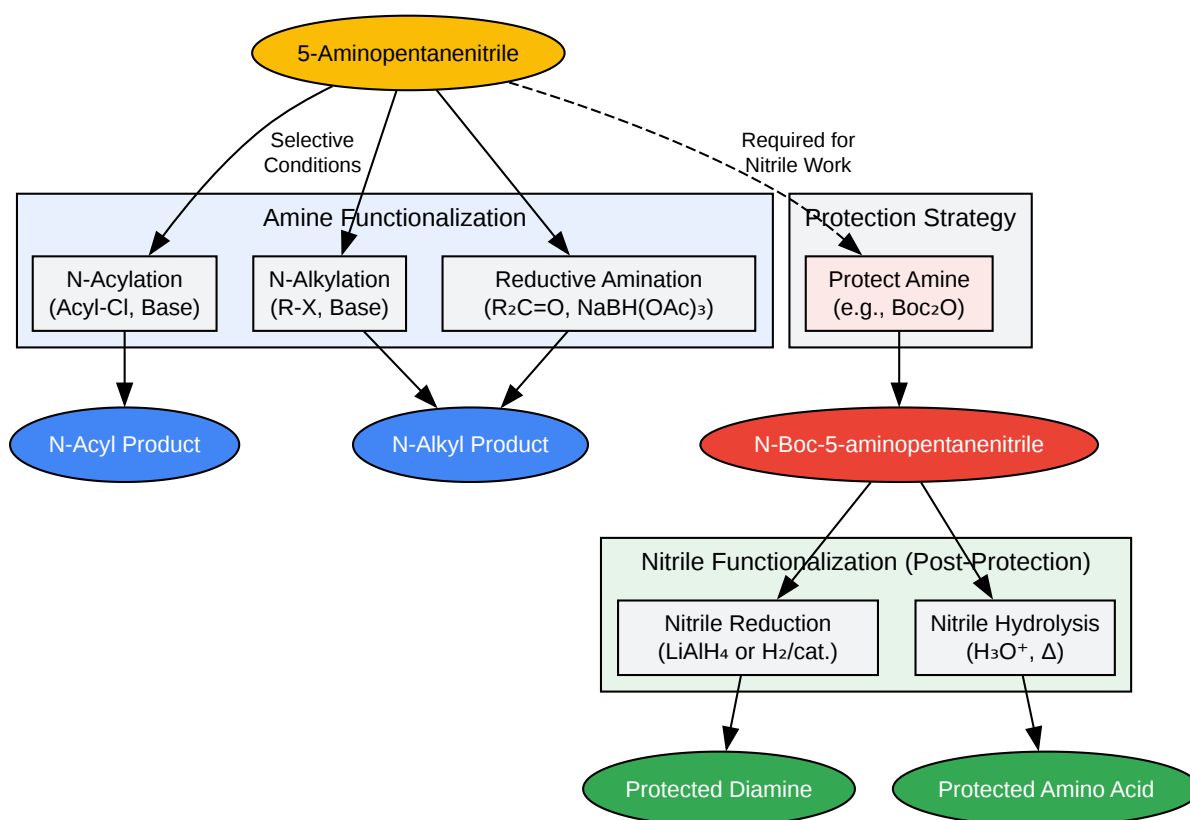 5-Aminopentanenitrile
Selective
Conditions
Required for
Nitrile Work
Amine Functionalization
Protection Strategy
N-Acylation
(Acyl-Cl, Base)
N-Alkylation
(R-X, Base)
Reductive Amination
(R₂C=O, NaBH(OAc)₃)
Protect Amine
(e.g., Boc₂O)
N-Acyl Product
N-Alkyl Product
N-Boc-5-aminopentanenitrile
Nitrile Functionalization (Post-Protection)
Nitrile Reduction
(LiAlH₄ or H₂/cat.)
Nitrile Hydrolysis
(H₃O⁺, Δ)
Protected Diamine
Protected Amino Acid